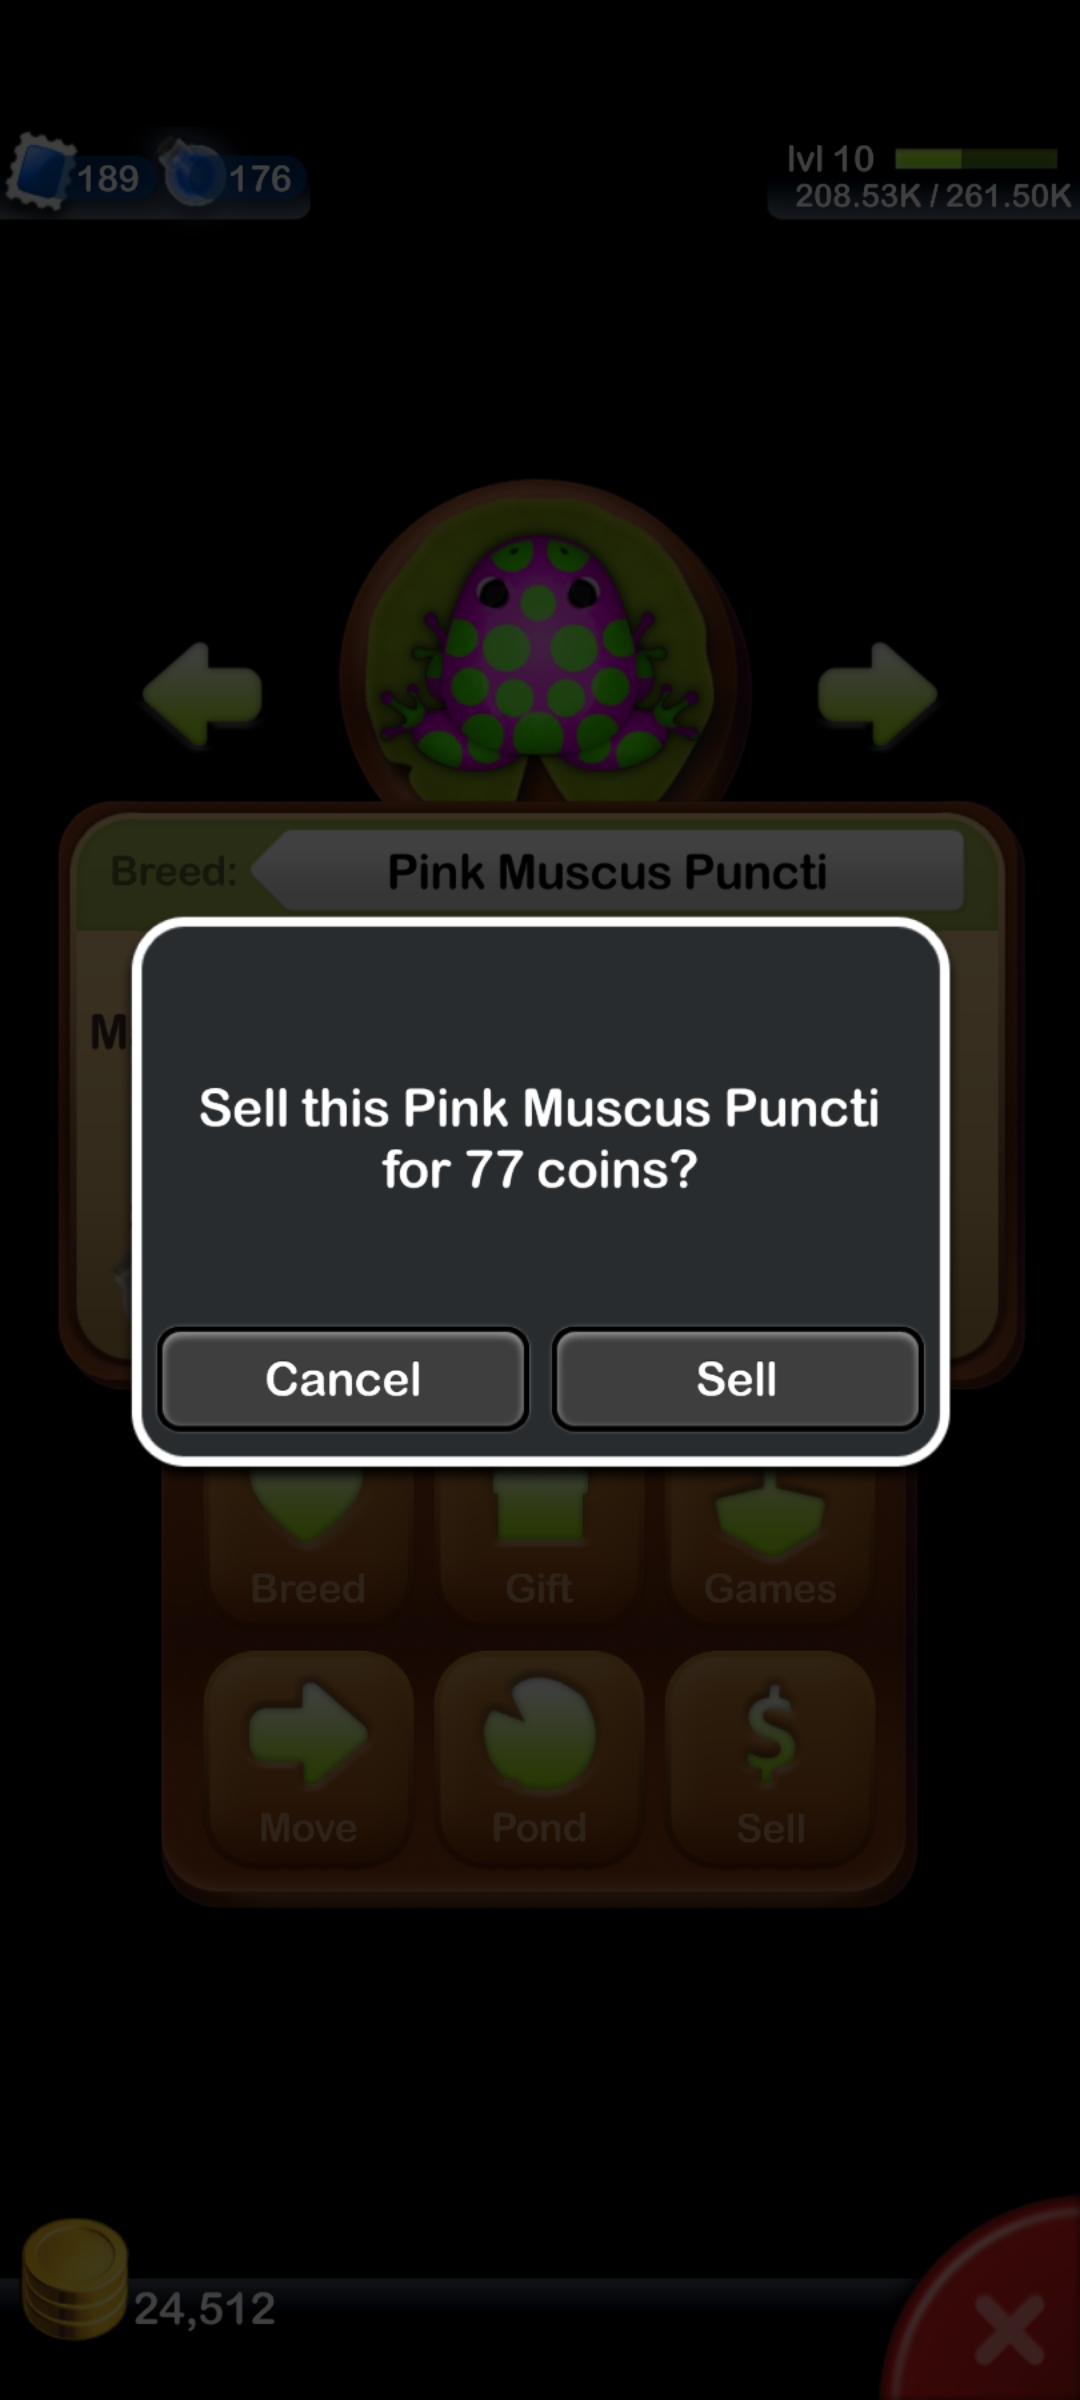 189 176
lvl 10
208.53K / 261.50K
Breed: Pink Muscus Puncti
M
Sell this Pink Muscus Puncti
for 77 coins?
Cancel Sell
Breed Gift Games
Move Pond Sell
24,512